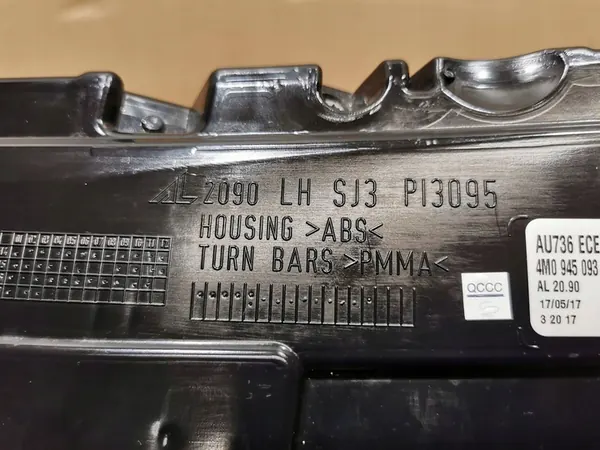 AL 2090 LH SJ3 PI3095
HOUSING >ABS<
TURN BARS >PMMA<
QCCC
AU736 ECE
4M0 945 093
AL 20.90
17/05/17
3 20 17